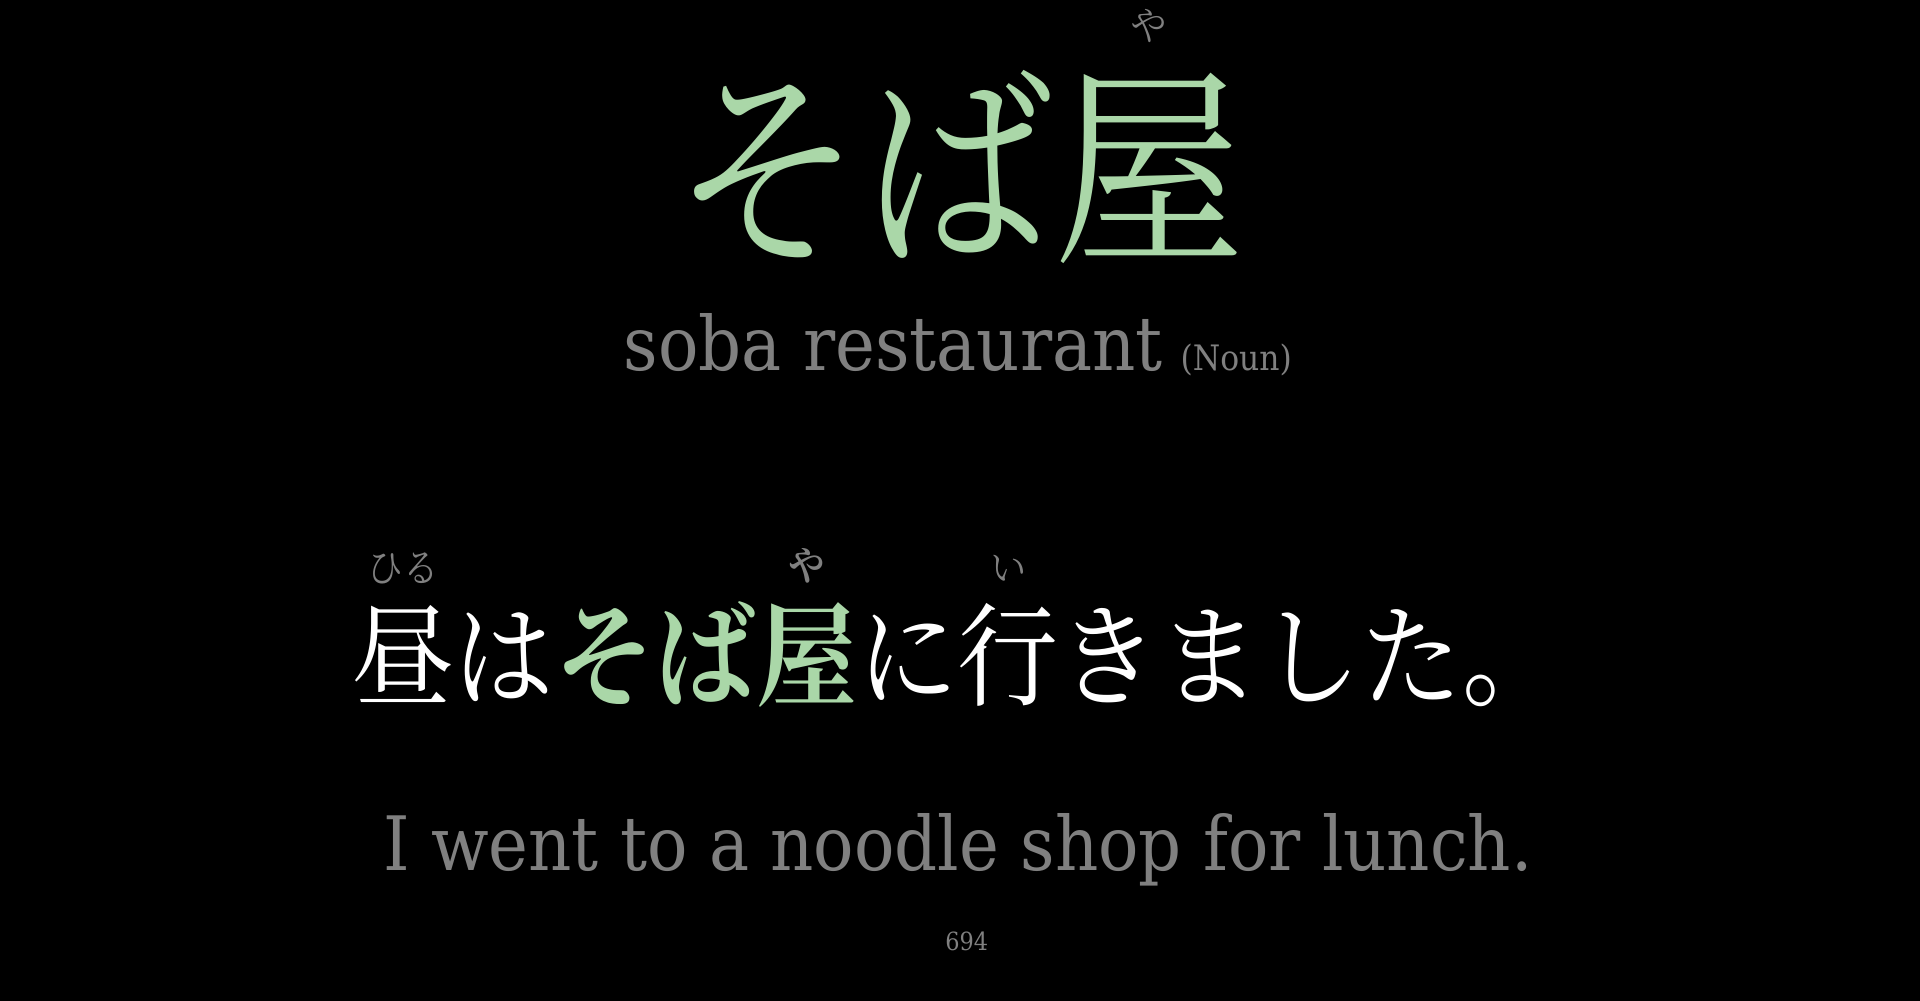 や
そば屋
soba restaurant (Noun)
ひる や い
昼はそば屋に行きました。
I went to a noodle shop for lunch.
694